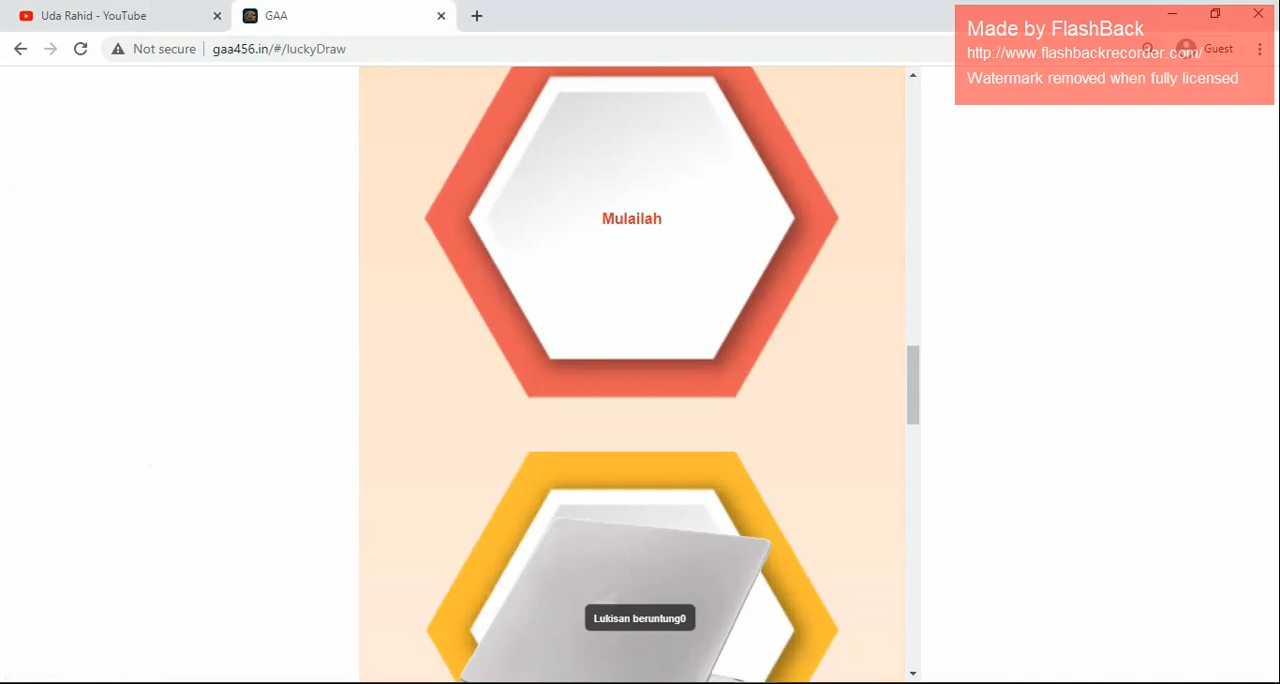 Uda Rahid - YouTube
GAA
Made by FlashBack
Not secure
gaa456.in/#/luckyDraw
http://www.flashbackrecorder.com/
Guest
Watermark removed when fully licensed
Mulailah
Lukisan beruntung0